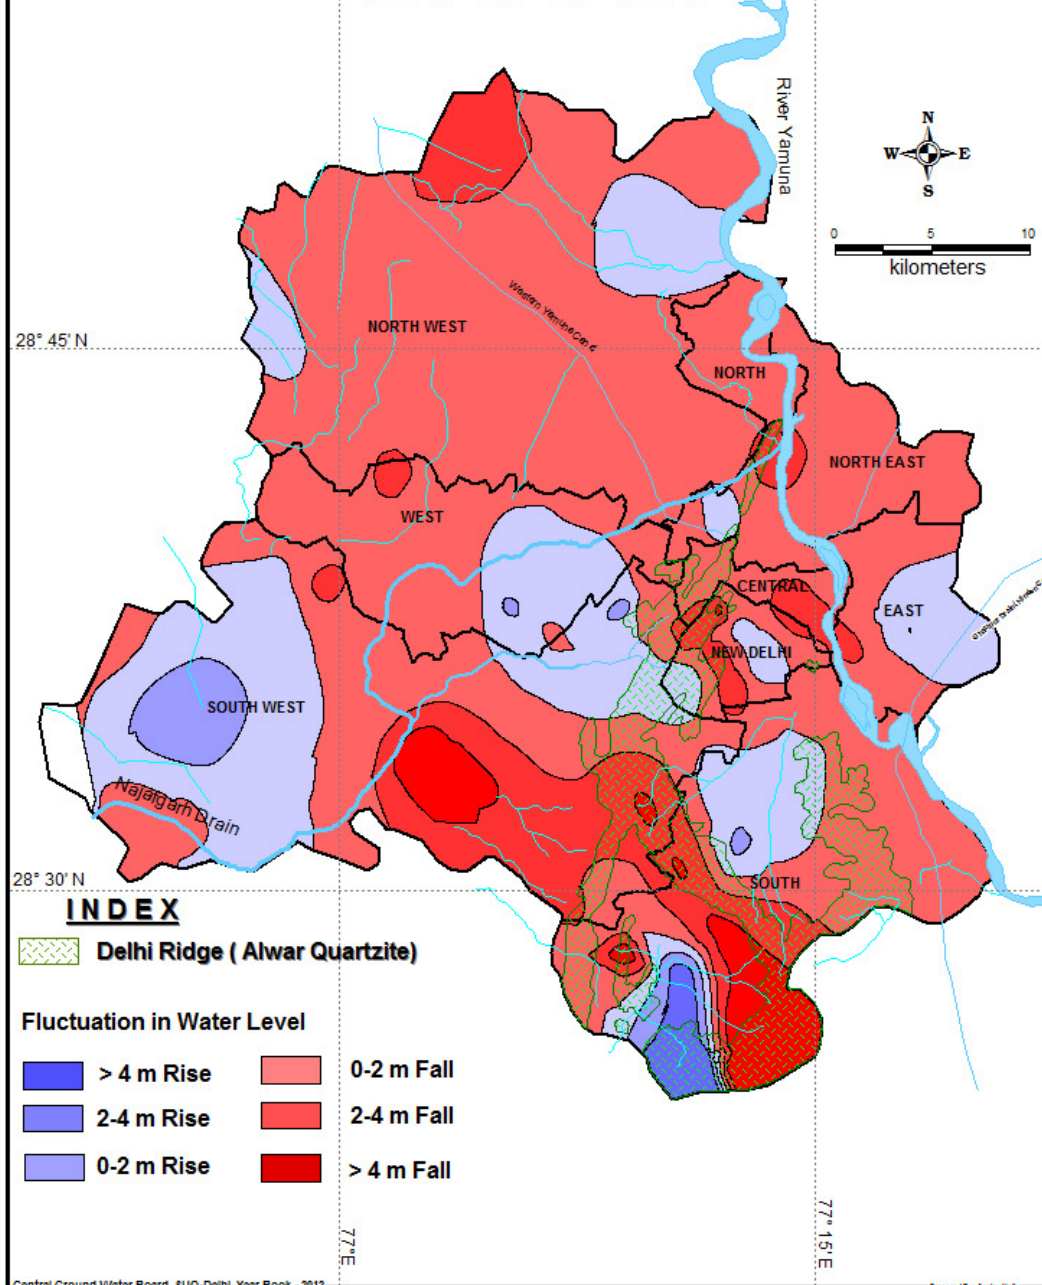 River Yamuna
N
W E
S
0 5 10
kilometers
Western Yamuna Canal
NORTH WEST
28° 45' N
NORTH
NORTH EAST
WEST
CENTRAL
EAST
NEW-DELHI
SOUTH WEST
Najafgarh Drain
28° 30' N
SOUTH
INDEX
Delhi Ridge ( Alwar Quartzite)
Fluctuation in Water Level
> 4 m Rise
0-2 m Fall
2-4 m Rise
2-4 m Fall
0-2 m Rise
> 4 m Fall
77° E
77° 15' E